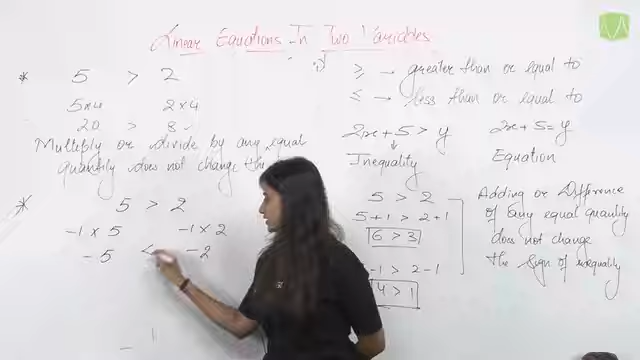 Linear Equations In Two Variables
* 5 > 2
5×4 2×4
20 > 8
Multiply or divide by any equal
quantity does not change the
* 5 > 2
-1 × 5 -1 × 2
-5 < -2
≥ → greater than or equal to
≤ → less than or equal to
2x + 5 > y 2x + 5 = y
↓
Inequality Equation
5 > 2
5+1 > 2+1
6 > 3
-1 > 2-1
4 > 1
Adding or Difference
of any equal quantity
does not change
the sign of inequality